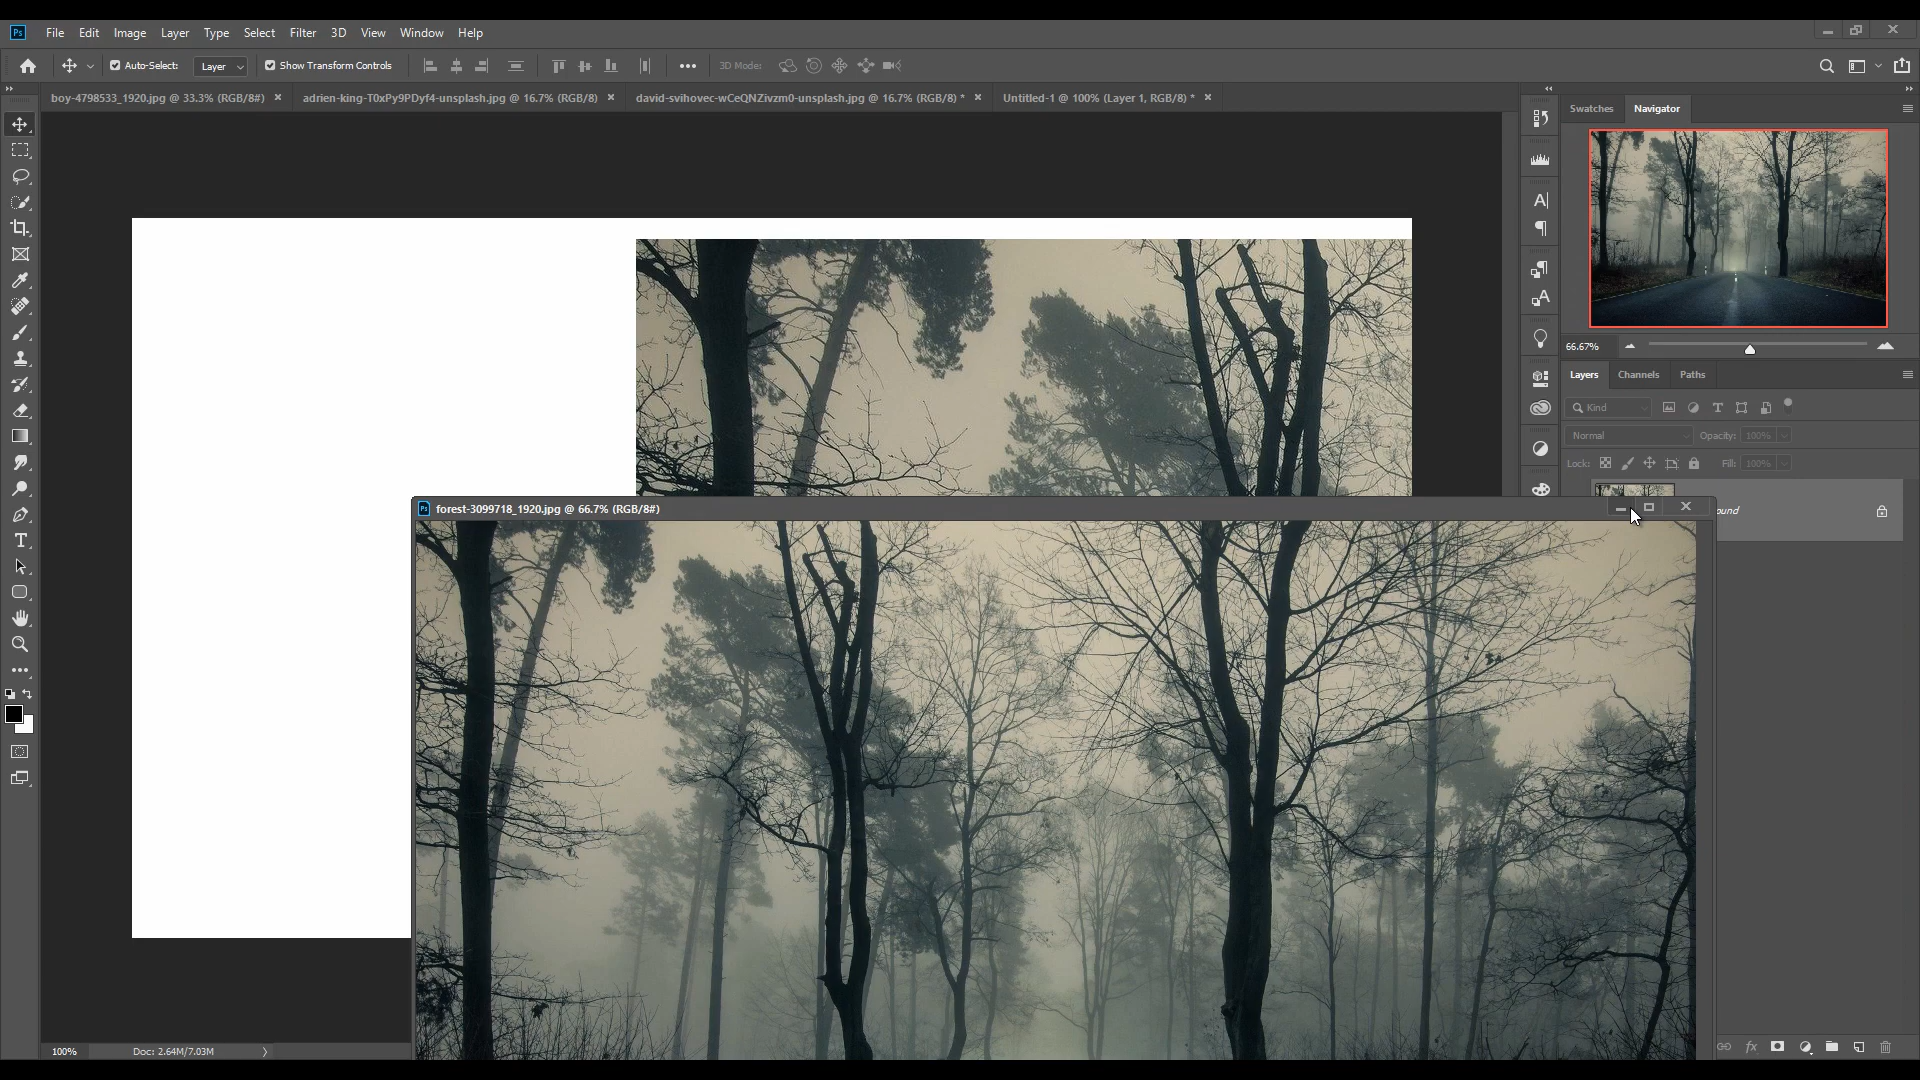 Ps File Edit Image Layer Type Select Filter 3D View Window Help
Auto-Select: Layer Show Transform Controls 3D Mode:
boy-4798533_1920.jpg @ 33.3% (RGB/8#) × adrien-king-T0xPy9PDyf4-unsplash.jpg @ 16.7% (RGB/8) × david-svihovec-wCeQNZivzm0-unsplash.jpg @ 16.7% (RGB/8) * × Untitled-1 @ 100% (Layer 1, RGB/8) * ×
Swatches Navigator
66.67%
Layers Channels Paths
Kind
Normal Opacity: 100%
Lock: Fill: 100%
Ps forest-3099718_1920.jpg @ 66.7% (RGB/8#)
ound
fx
100% Doc: 2.64M/7.03M